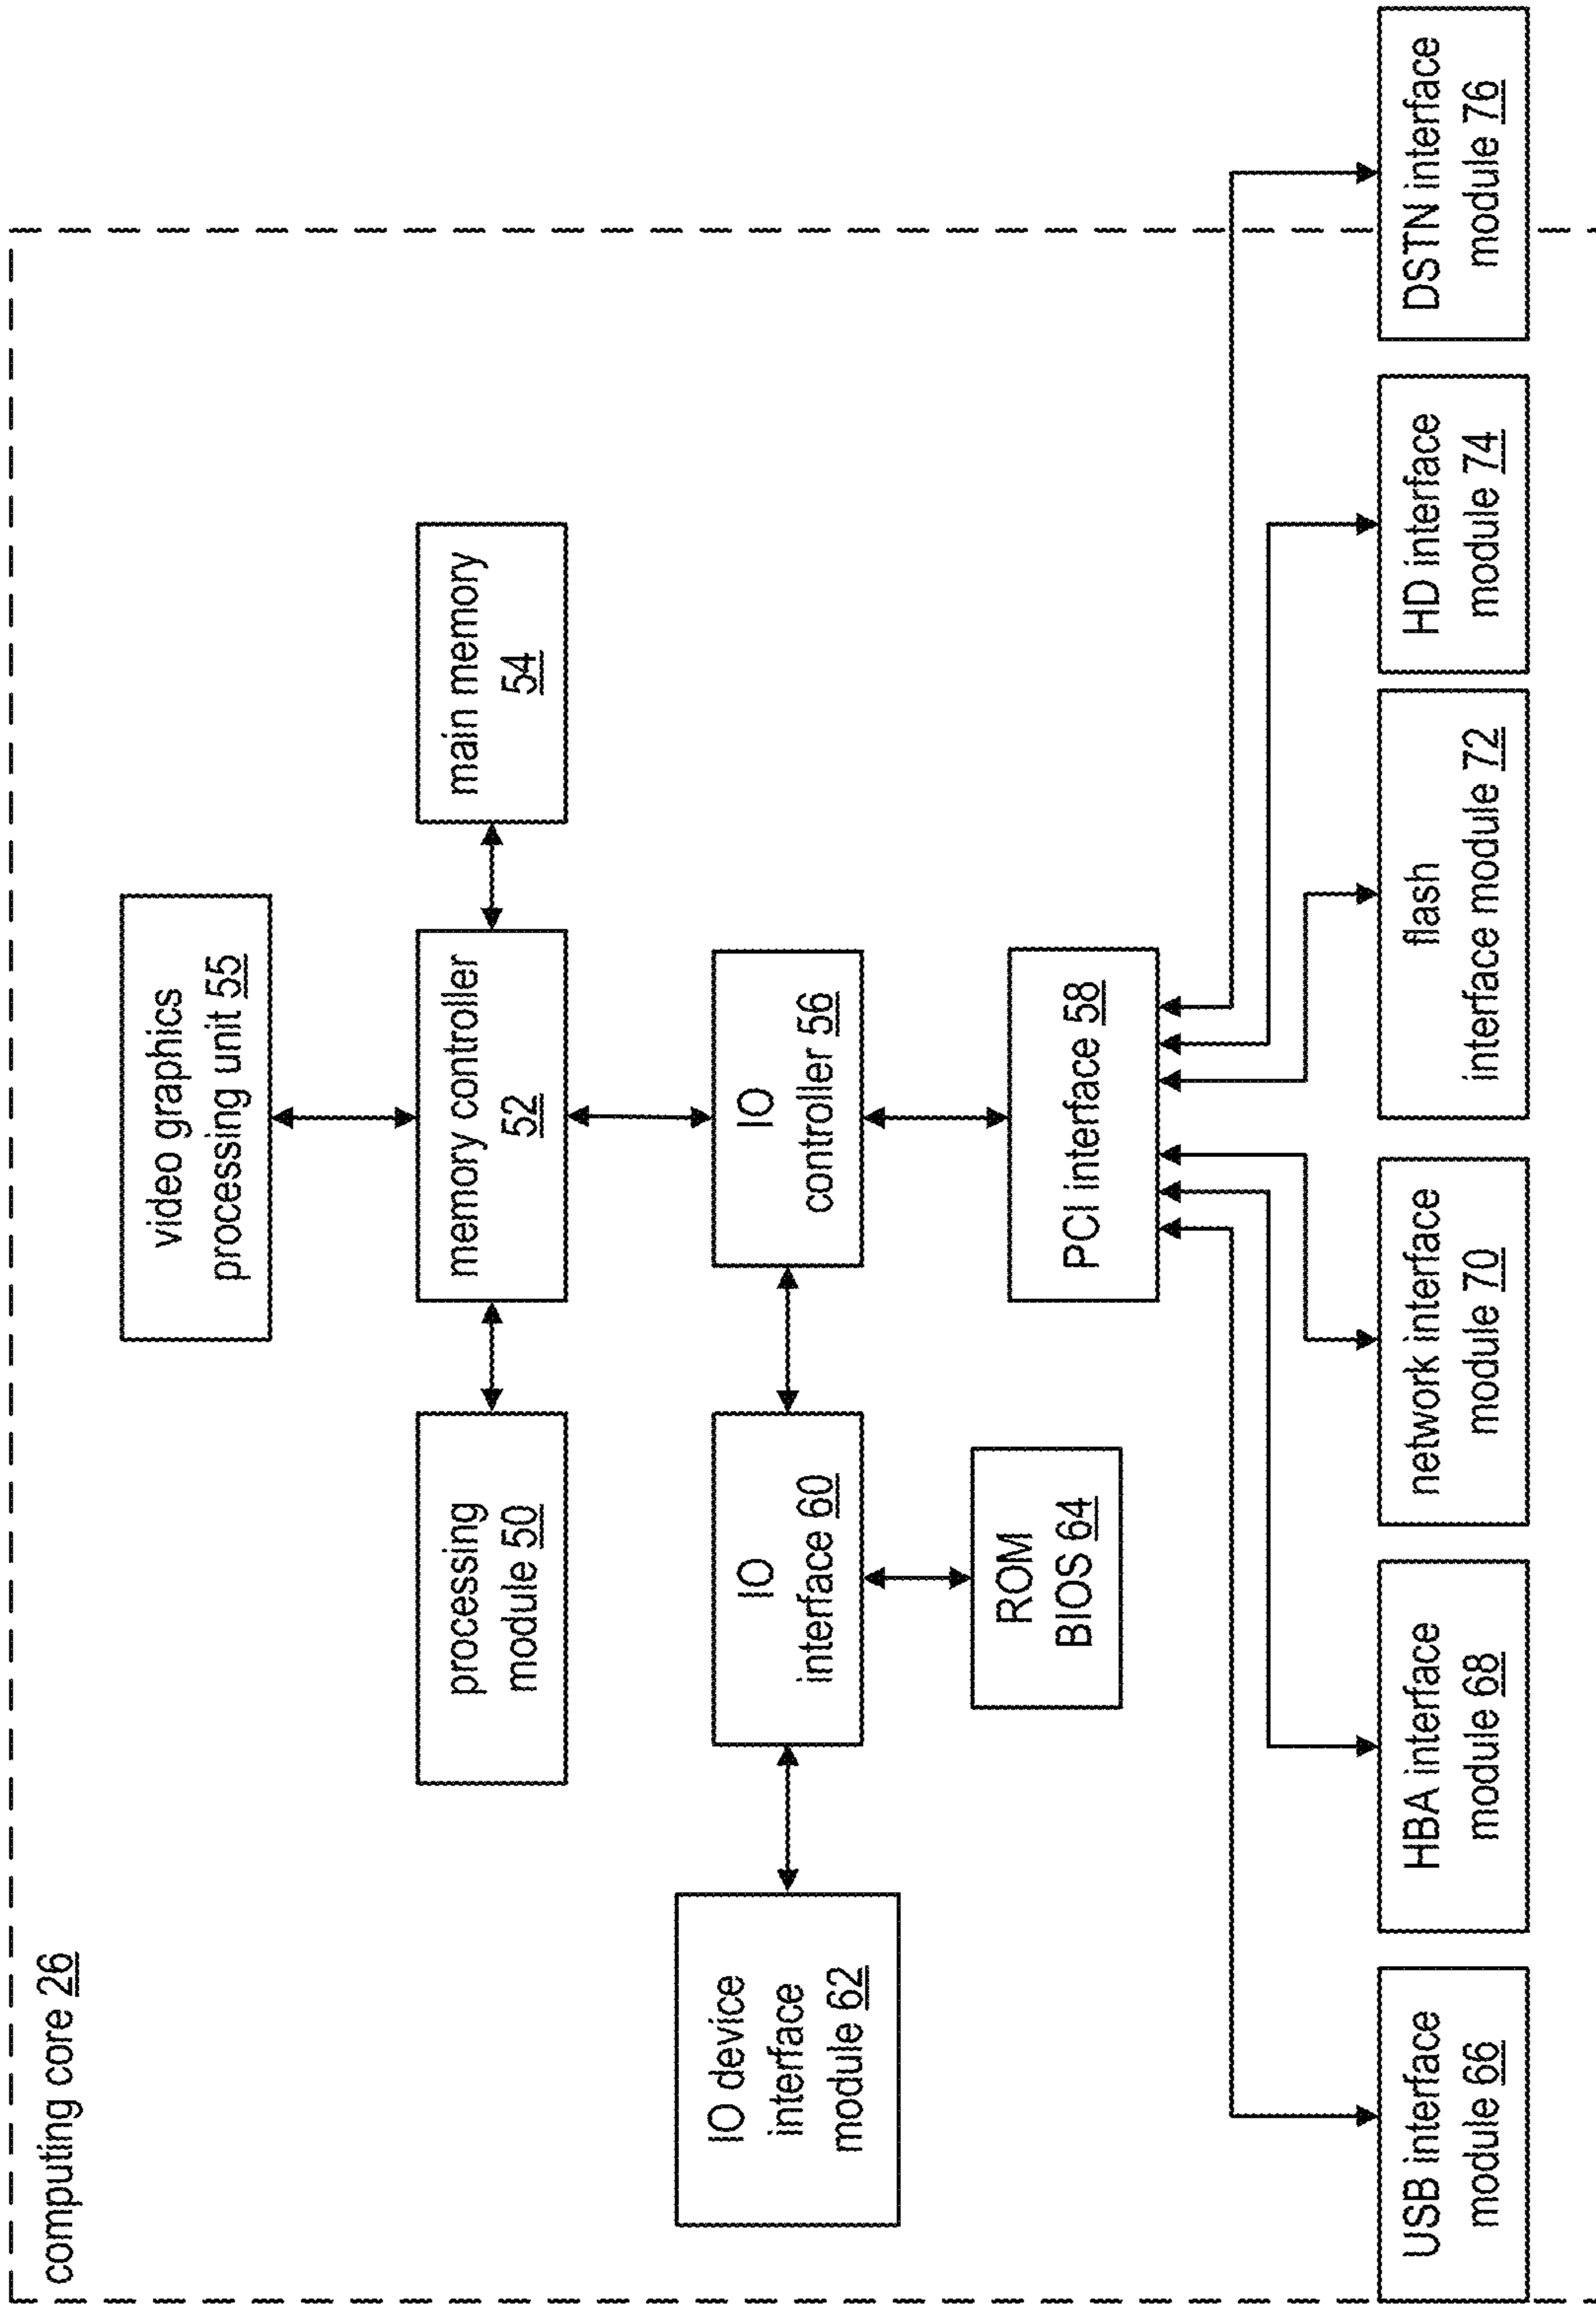 computing core 26
video graphics
processing unit 55
processing
module 50
memory controller
52
main memory
54
IO device
interface
module 62
IO
interface 60
IO
controller 56
ROM
BIOS 64
PCI interface 58
USB interface
module 66
HBA interface
module 68
network interface
module 70
flash
interface module 72
HD interface
module 74
DSTN interface
module 76